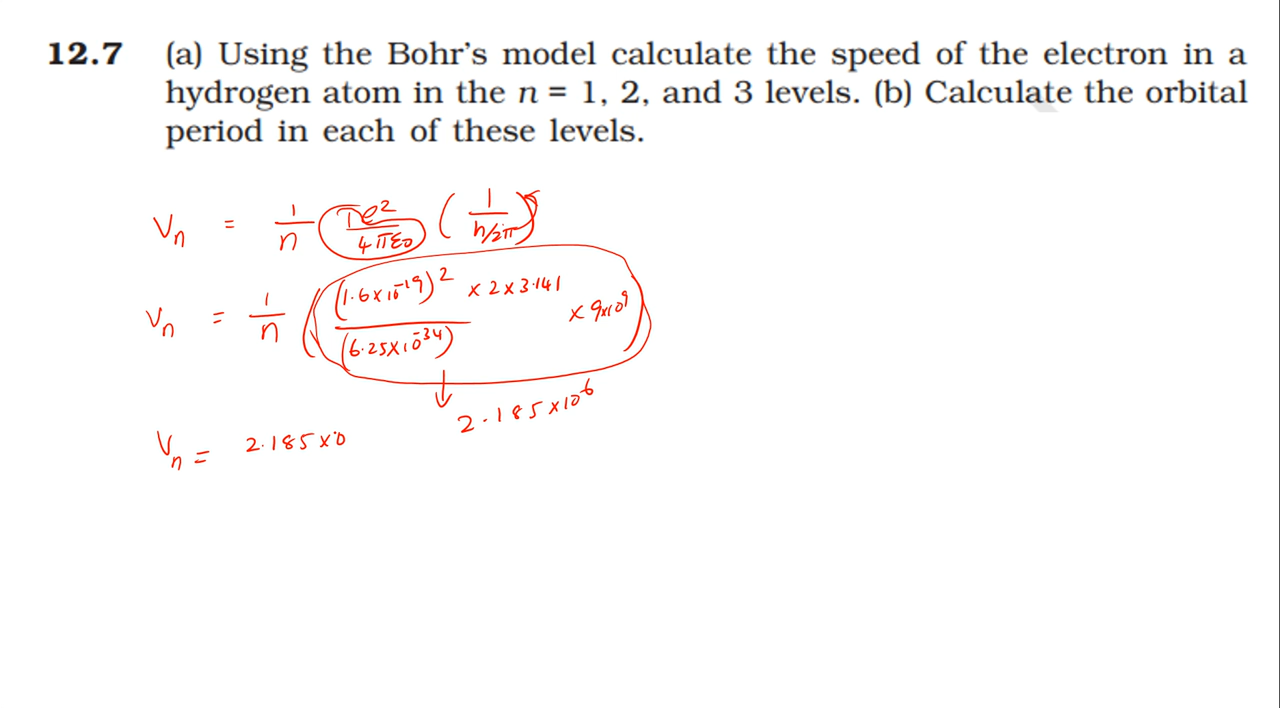 12.7 (a) Using the Bohr's model calculate the speed of the electron in a
hydrogen atom in the n = 1, 2, and 3 levels. (b) Calculate the orbital
period in each of these levels.
Vn = 1/n e²/4πε0 (1/h/2π)
Vn = 1/n ((1.6×10⁻¹⁹)² × 2×3.141/(6.25×10⁻³⁴) × 9×10⁹)
↓ 2.185×10⁶
Vn = 2.185×10